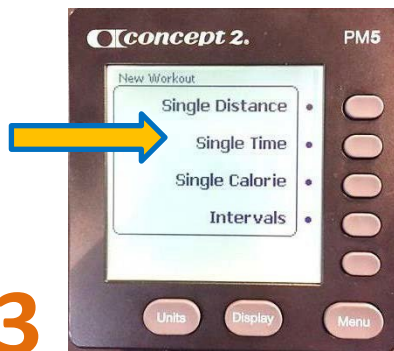 concept 2. PM5
New Workout
Single Distance
Single Time
Single Calorie
Intervals
Units Display Menu
3